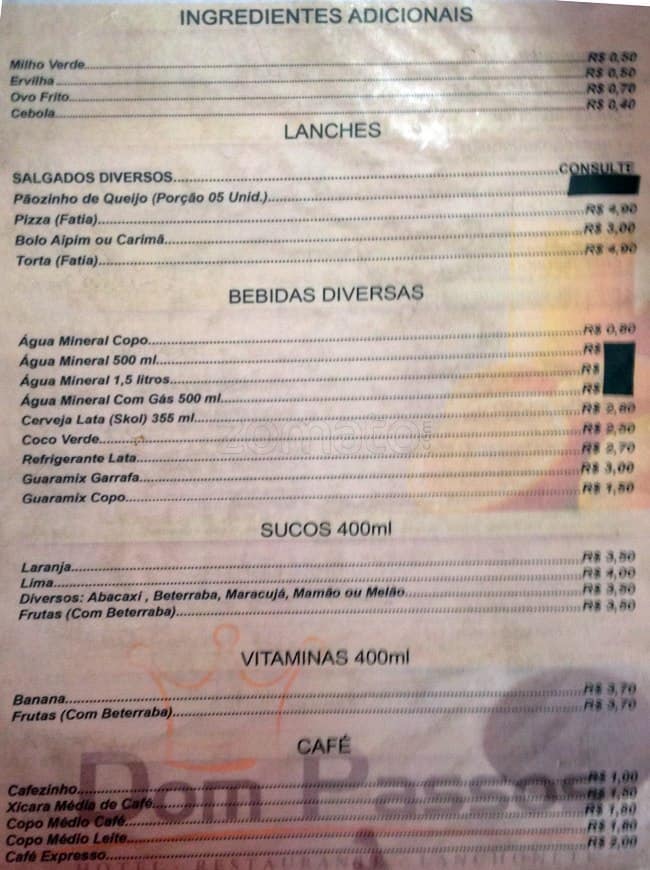 INGREDIENTES ADICIONAIS
Milho Verde R$ 0,50
Ervilha R$ 0,50
Ovo Frito R$ 0,70
Cebola R$ 0,40
LANCHES
SALGADOS DIVERSOS CONSULTE
Pãozinho de Queijo (Porção 05 Unid.)
Pizza (Fatia) R$ 4,00
Bolo Aipim ou Carimã R$ 3,00
Torta (Fatia) R$ 4,00
BEBIDAS DIVERSAS
Água Mineral Copo R$ 0,80
Água Mineral 500 ml R$
Água Mineral 1,5 litros R$
Água Mineral Com Gás 500 ml R$
Cerveja Lata (Skol) 355 ml R$ 2,80
Coco Verde R$ 2,50
zomato.com
Refrigerante Lata R$ 2,70
Guaramix Garrafa R$ 3,00
Guaramix Copo R$ 1,50
SUCOS 400ml
Laranja R$ 3,50
Lima R$ 4,00
Diversos: Abacaxi , Beterraba, Maracujá, Mamão ou Melão R$ 3,50
Frutas (Com Beterraba) R$ 3,50
VITAMINAS 400ml
Banana R$ 3,70
Frutas (Com Beterraba) R$ 3,70
CAFÉ
Cafezinho R$ 1,00
Xicara Média de Café R$
Copo Médio Café R$
Copo Médio Leite R$
Café Expresso R$ 2,00
Dom Passos
HOTEL RESTAURANTE LANCHONETE